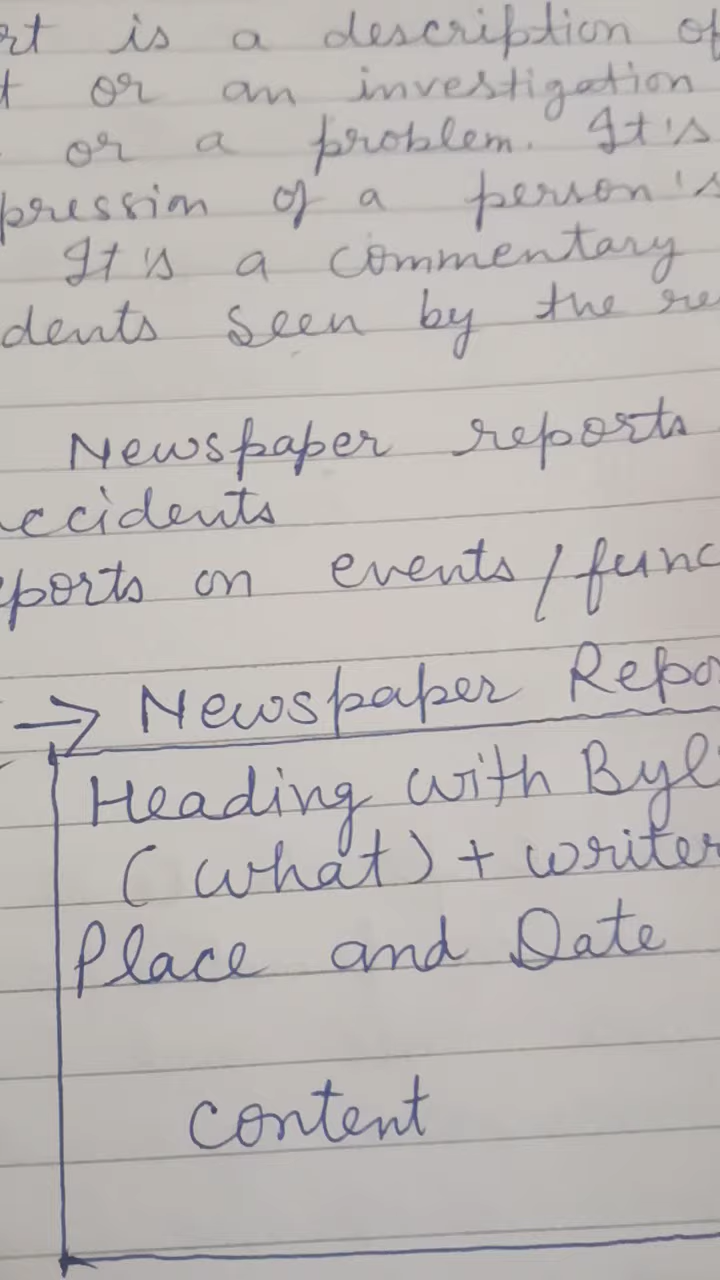 rt is a description of
t or an investigation
or a problem. It's
pression of a person's
It's a commentary
dents seen by the re
Newspaper reports
ccidents
ports on events/func
→ Newspaper Repo
Heading with Byl
(what) + writer
Place and Date
content